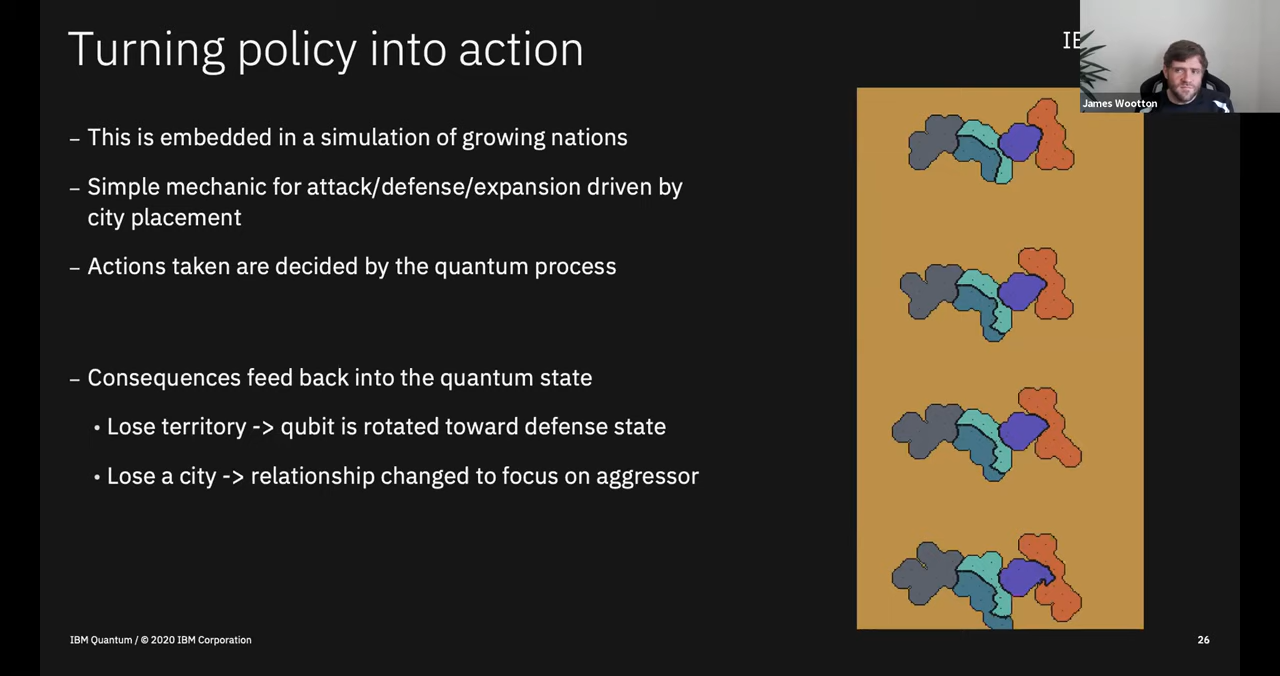 Turning policy into action
IB
James Wootton
– This is embedded in a simulation of growing nations
– Simple mechanic for attack/defense/expansion driven by
city placement
– Actions taken are decided by the quantum process
– Consequences feed back into the quantum state
• Lose territory -> qubit is rotated toward defense state
• Lose a city -> relationship changed to focus on aggressor
IBM Quantum / © 2020 IBM Corporation
26